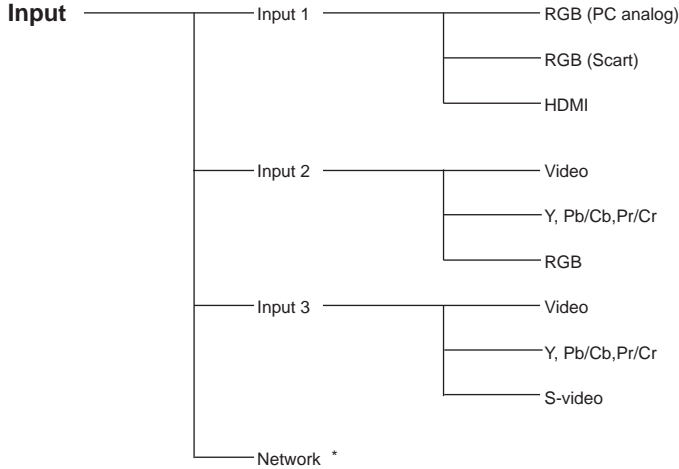 Input
Input 1
RGB (PC analog)
RGB (Scart)
HDMI
Input 2
Video
Y, Pb/Cb,Pr/Cr
RGB
Input 3
Video
Y, Pb/Cb,Pr/Cr
S-video
Network *